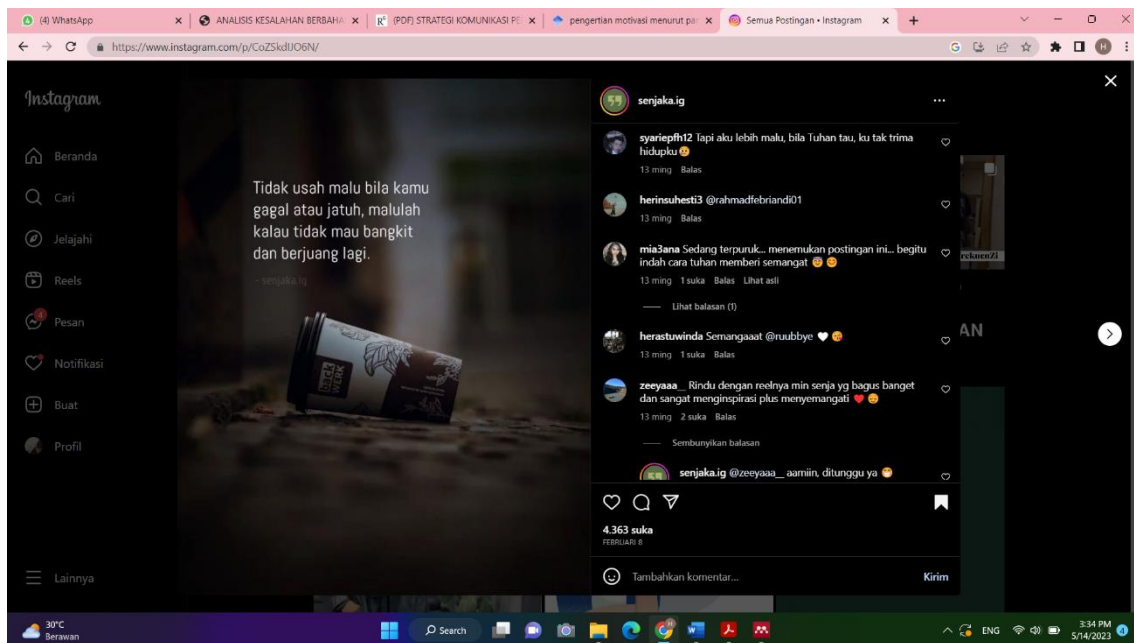 (4) WhatsApp
ANALISIS KESALAHAN BERBAHA
(PDF) STRATEGI KOMUNIKASI PE
pengertian motivasi menurut par
Semua Postingan • Instagram
https://www.instagram.com/p/CoZSkdIJO6N/
Instagram
Beranda
Cari
Jelajahi
Reels
4
Pesan
Notifikasi
Buat
Profil
Lainnya
Tidak usah malu bila kamu
gagal atau jatuh, malulah
kalau tidak mau bangkit
dan berjuang lagi.
- senjaka.ig
back
WERK
senjaka.ig
syariepfh12 Tapi aku lebih malu, bila Tuhan tau, ku tak trima
hidupku
13 ming Balas
herinsuhesti3 @rahmadfebriandi01
13 ming Balas
mia3ana Sedang terpuruk... menemukan postingan ini... begitu
indah cara tuhan memberi semangat
13 ming 1 suka Balas Lihat asli
Lihat balasan (1)
herastuwinda Semangaaat @ruubbye
13 ming 1 suka Balas
zeeyaaa__ Rindu dengan reelnya min senja yg bagus banget
dan sangat menginspirasi plus menyemangati
13 ming 2 suka Balas
Sembunyikan balasan
senjaka.ig @zeeyaaa__ aamiin, ditunggu ya
4.363 suka
FEBRUARI 8
Tambahkan komentar...
Kirim
AN
30°C
Berawan
Search
ENG
3:34 PM
5/14/2023
4